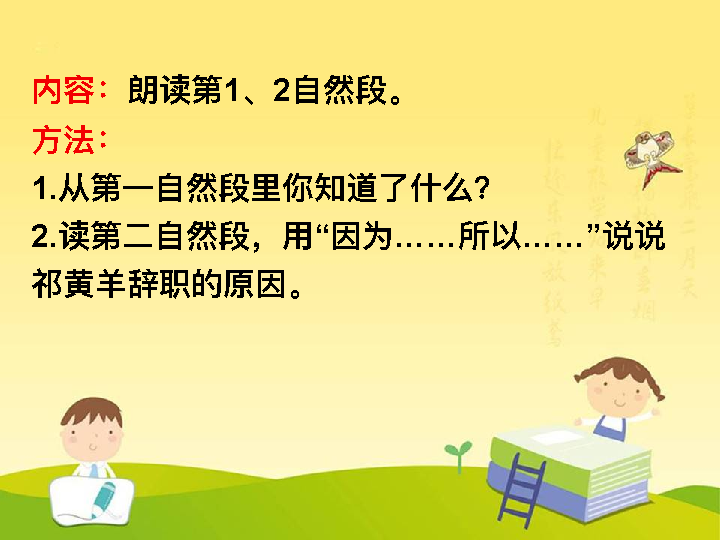 内容：朗读第1、2自然段。
方法：
1.从第一自然段里你知道了什么？
2.读第二自然段，用“因为……所以……”说说
祁黄羊辞职的原因。